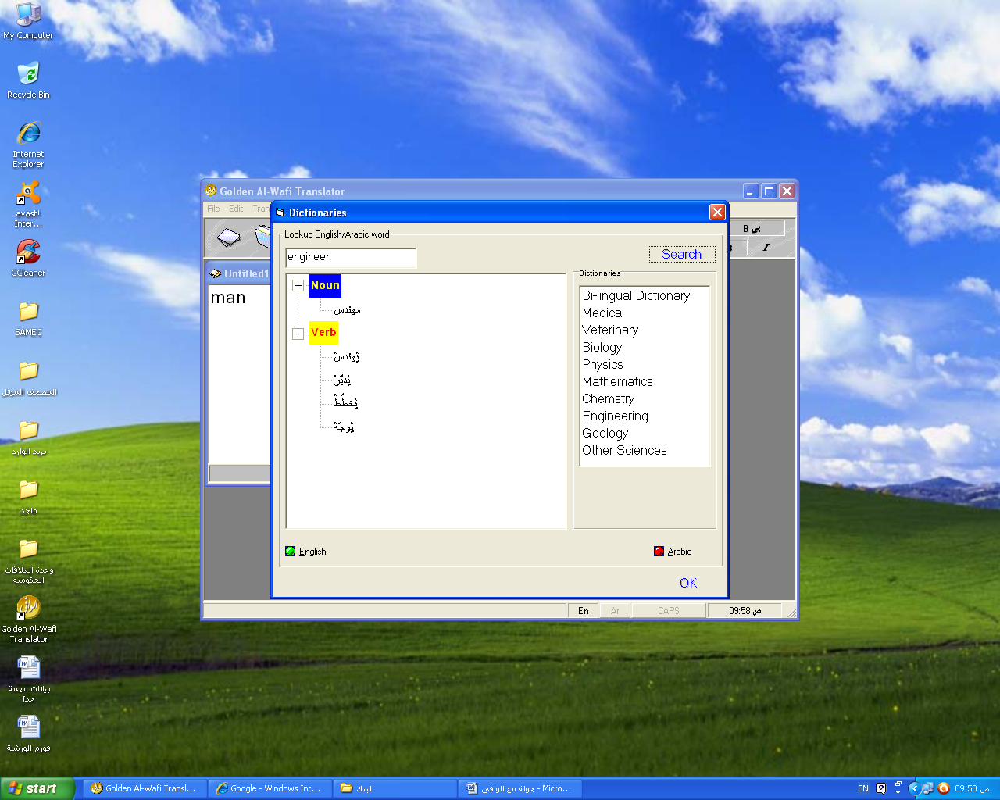 My Computer
Recycle Bin
Internet
Explorer
avast!
Inter...
CCleaner
SAMEC
المصحف المرتل
بريد الوارد
ماجد
وحدة العلاقات
الحكوميه
Golden Al-Wafi
Translator
بيانات مهمة
جداً
فورم الورشة
Golden Al-Wafi Translator
File Edit Tran
B بي
I
Untitled1
man
Dictionaries
Lookup English/Arabic word
engineer
Search
Noun
مهندس
Verb
يُهندسُ
يُدبِّرُ
يُخطِّطُ
يُوجِّهُ
Dictionaries
Bi-lingual Dictionary
Medical
Veterinary
Biology
Physics
Mathematics
Chemstry
Engineering
Geology
Other Sciences
English
Arabic
OK
En Ar CAPS 09:58 ص
start
Golden Al-Wafi Transl...
Google - Windows Int...
البنك
جولة مع الوافي - Micro...
EN
09:58 ص